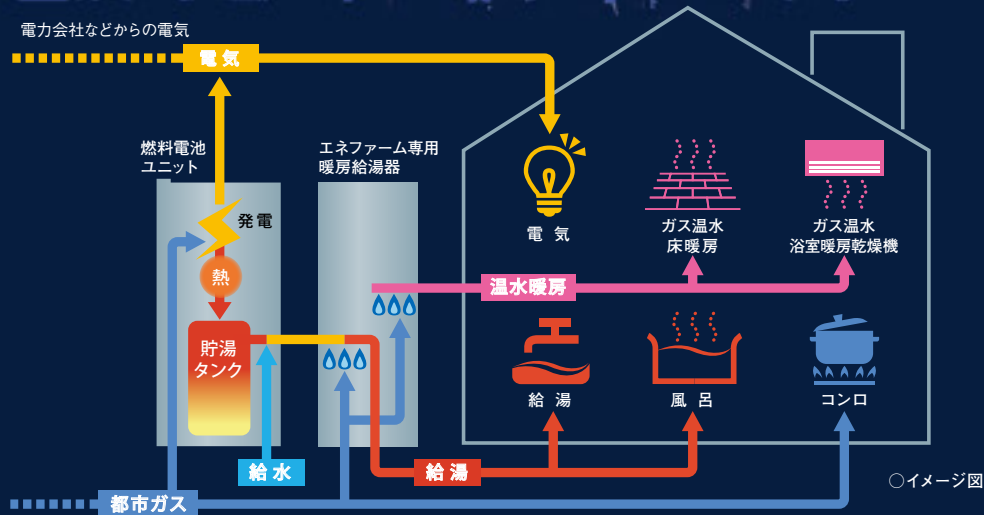 電力会社などからの電気
電気
燃料電池
ユニット
エネファーム専用
暖房給湯器
発電
熱
貯湯
タンク
電気
ガス温水
床暖房
ガス温水
浴室暖房乾燥機
温水暖房
給湯
風呂
コンロ
給水
給湯
○イメージ図
都市ガス